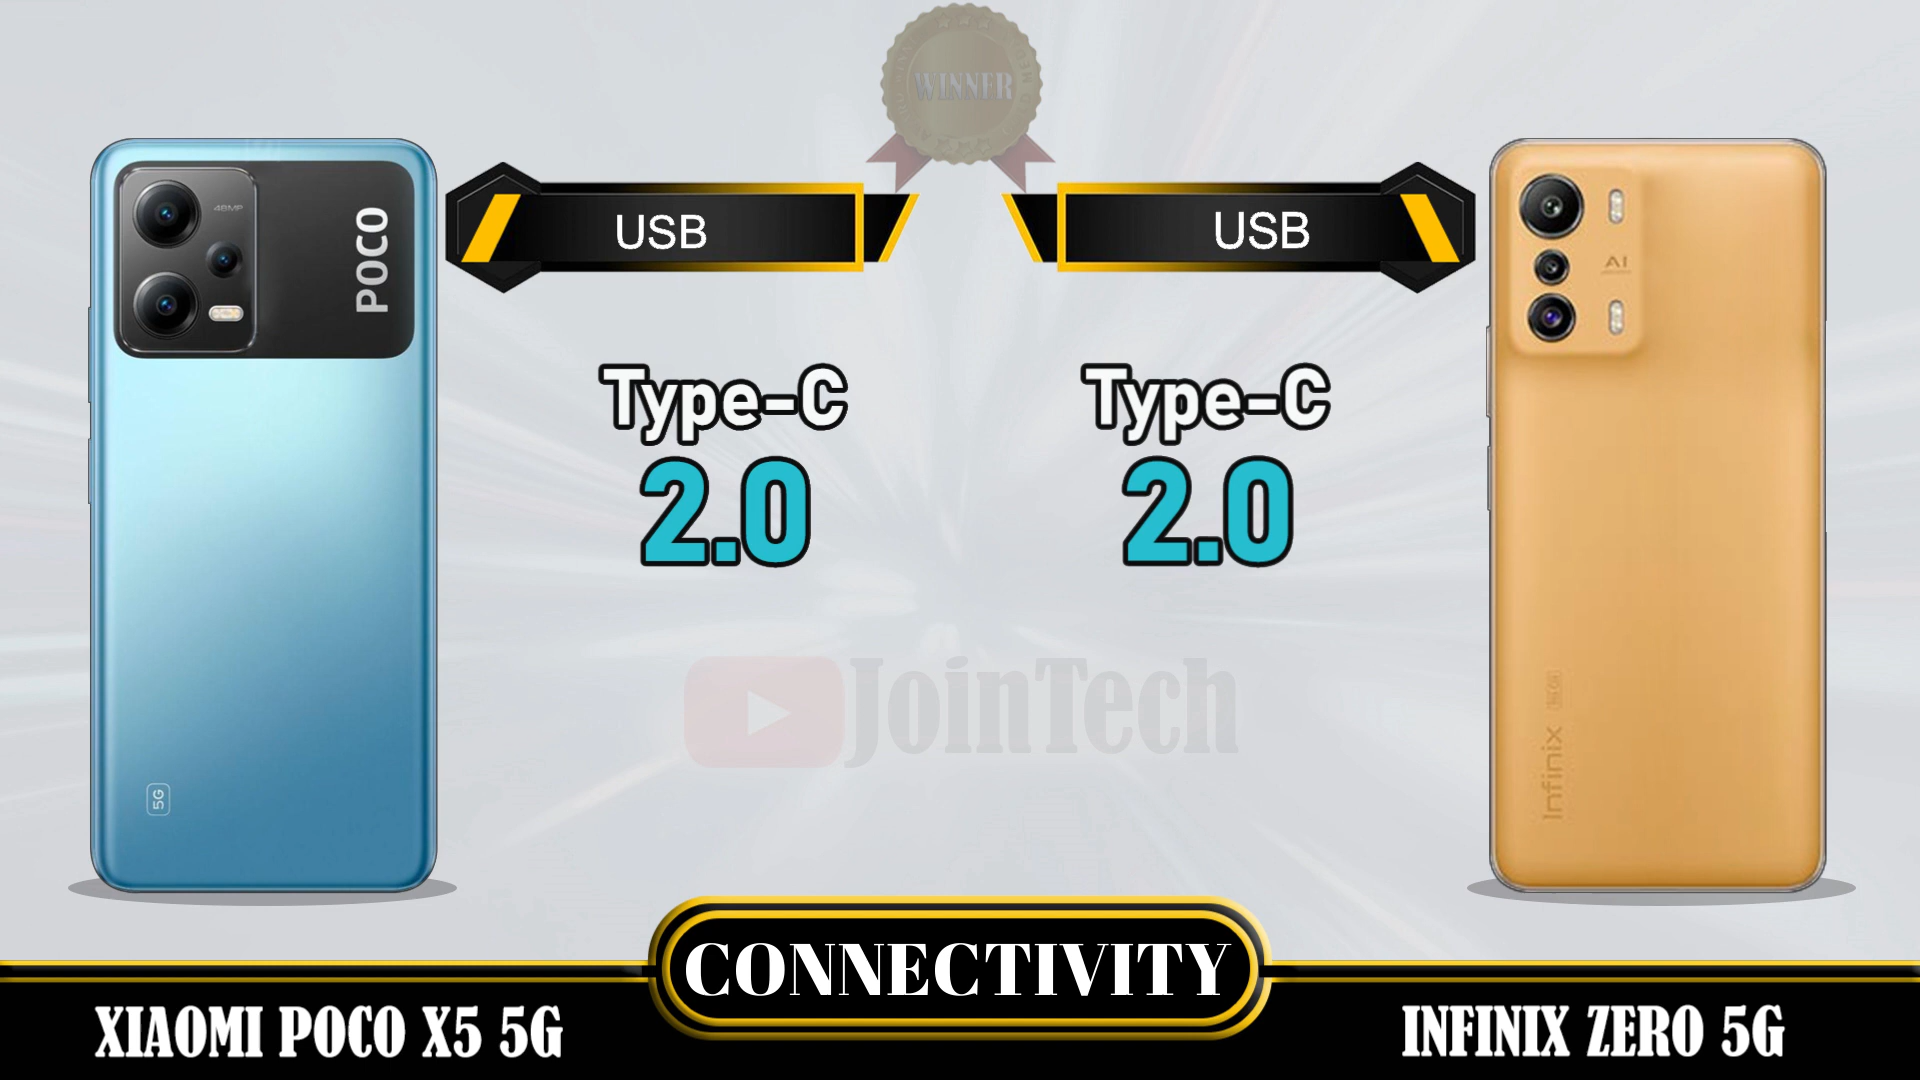 WINNER
48MP
POCO
5G
USB
Type-C
2.0
USB
Type-C
2.0
AI
Infinix
JoinTech
CONNECTIVITY
XIAOMI POCO X5 5G
INFINIX ZERO 5G